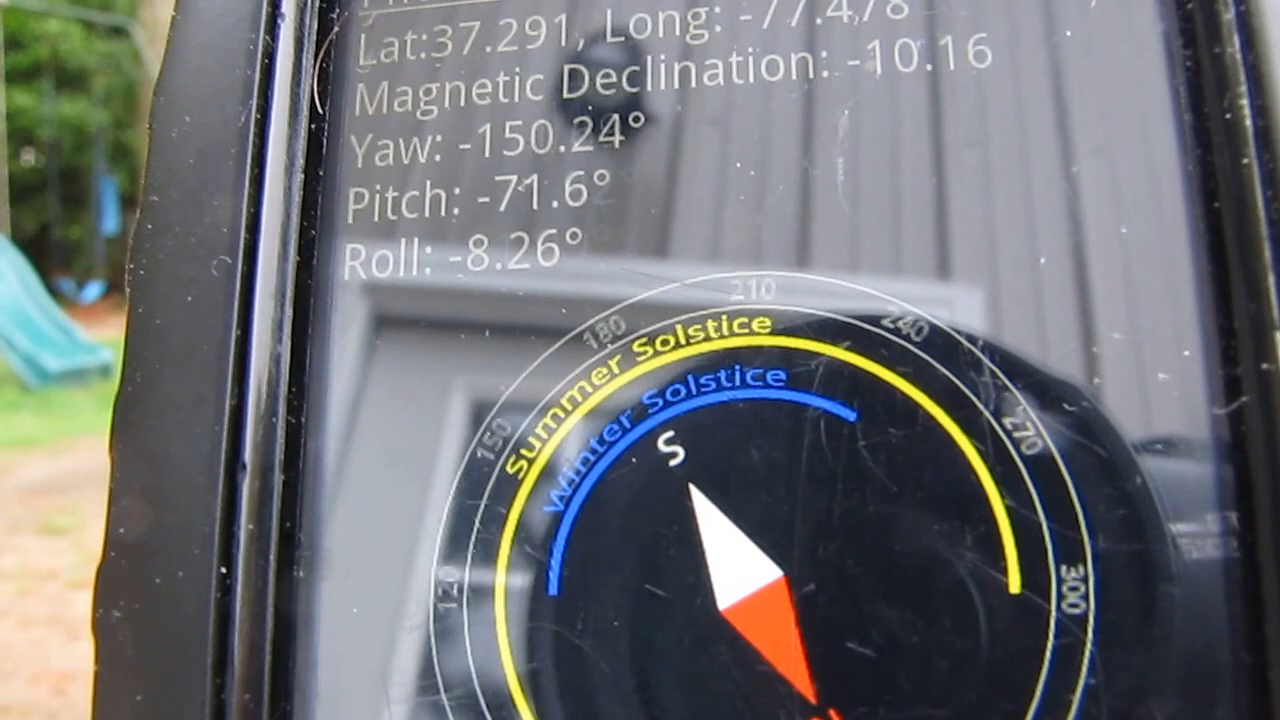 Lat:37.291, Long: -77.478
Magnetic Declination: -10.16
Yaw: -150.24°
Pitch: -71.6°
Roll: -8.26°
210
180
240
Summer Solstice
Winter Solstice
150
270
S
120
300